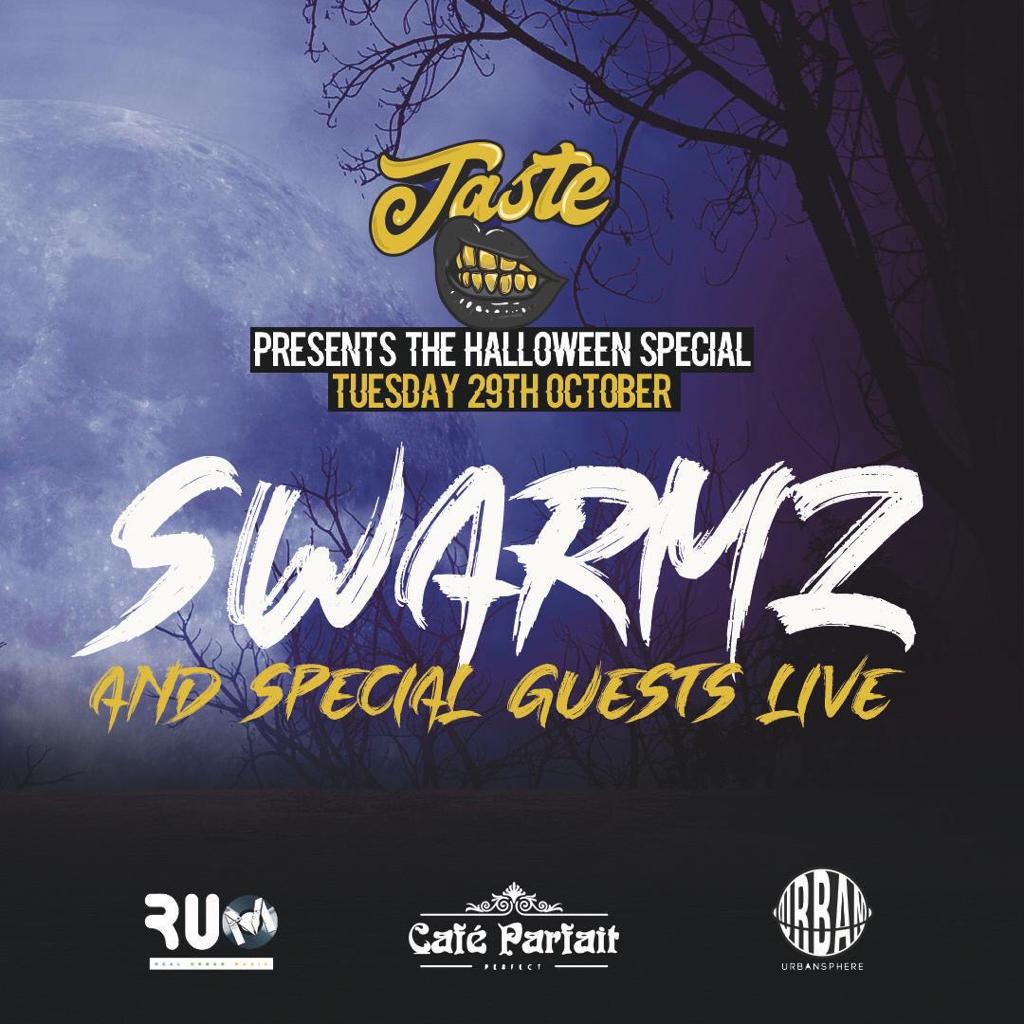 Taste
PRESENTS THE HALLOWEEN SPECIAL
TUESDAY 29TH OCTOBER
SWARMZ
AND SPECIAL GUESTS LIVE
RUM
REAL URBAN MUSIC
Café Parfait
PERFECT
URBAN
URBANSPHERE